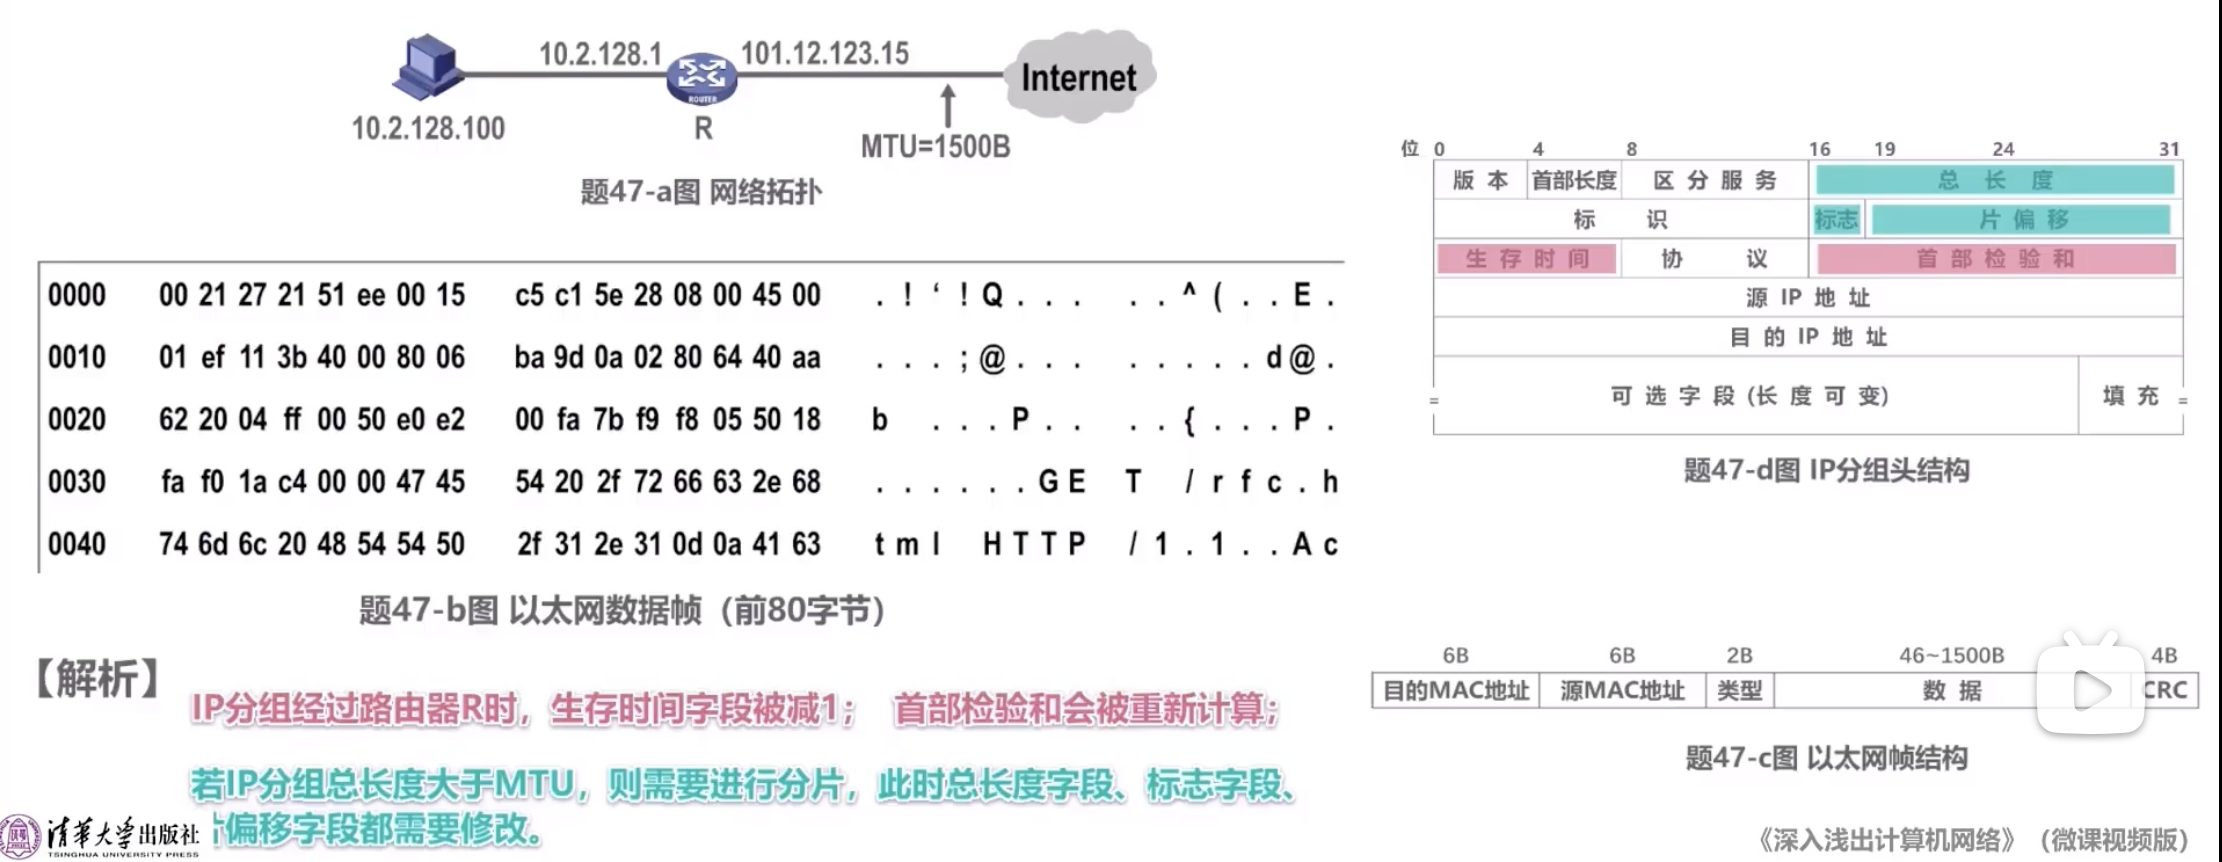 10.2.128.1
101.12.123.15
Internet
ROUTER
10.2.128.100
R
MTU=1500B
题47-a图 网络拓扑
0000 00 21 27 21 51 ee 00 15 c5 c1 5e 28 08 00 45 00 . ! ‘ ! Q . . . . . ^ ( . . E .
0010 01 ef 11 3b 40 00 80 06 ba 9d 0a 02 80 64 40 aa . . . ; @ . . . . . . . . d @ .
0020 62 20 04 ff 00 50 e0 e2 00 fa 7b f9 f8 05 50 18 b . . . P . . . . { . . . P .
0030 fa f0 1a c4 00 00 47 45 54 20 2f 72 66 63 2e 68 . . . . . . G E T / r f c . h
0040 74 6d 6c 20 48 54 54 50 2f 31 2e 31 0d 0a 41 63 t m l H T T P / 1 . 1 . . A c
题47-b图 以太网数据帧（前80字节）
位 0 4 8 16 19 24 31
版 本 首部长度 区 分 服 务 总 长 度
标 识 标志 片 偏 移
生 存 时 间 协 议 首 部 检 验 和
源 IP 地 址
目 的 IP 地 址
可 选 字 段 (长 度 可 变) 填 充
题47-d图 IP分组头结构
6B 6B 2B 46~1500B 4B
目的MAC地址 源MAC地址 类型 数 据 CRC
题47-c图 以太网帧结构
【解析】
IP分组经过路由器R时，生存时间字段被减1； 首部检验和会被重新计算；
若IP分组总长度大于MTU，则需要进行分片，此时总长度字段、标志字段、
偏移字段都需要修改。
清华大学出版社
TSINGHUA UNIVERSITY PRESS
《深入浅出计算机网络》（微课视频版）